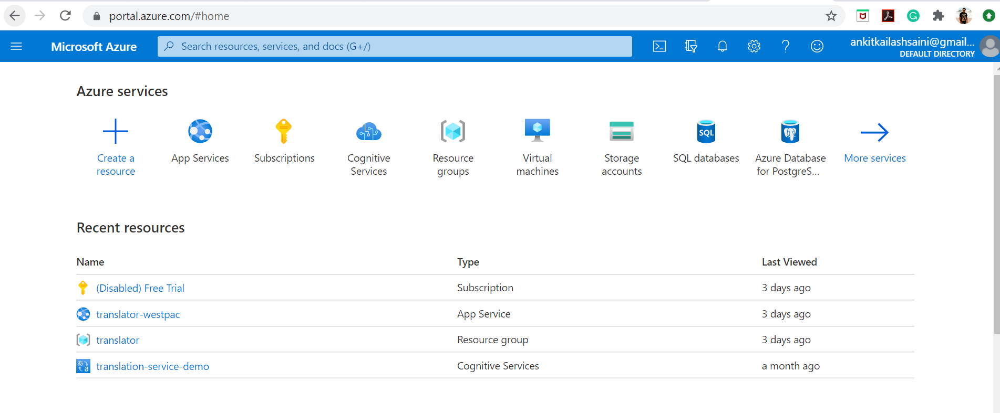 portal.azure.com/#home
Microsoft Azure
Search resources, services, and docs (G+/)
ankitkailashsaini@gmail...
DEFAULT DIRECTORY
Azure services
Create a
resource
App Services
Subscriptions
Cognitive
Services
Resource
groups
Virtual
machines
Storage
accounts
SQL
SQL databases
Azure Database
for PostgreS...
More services
Recent resources
Name Type Last Viewed
(Disabled) Free Trial Subscription 3 days ago
translator-westpac App Service 3 days ago
translator Resource group 3 days ago
あ a
translation-service-demo Cognitive Services a month ago